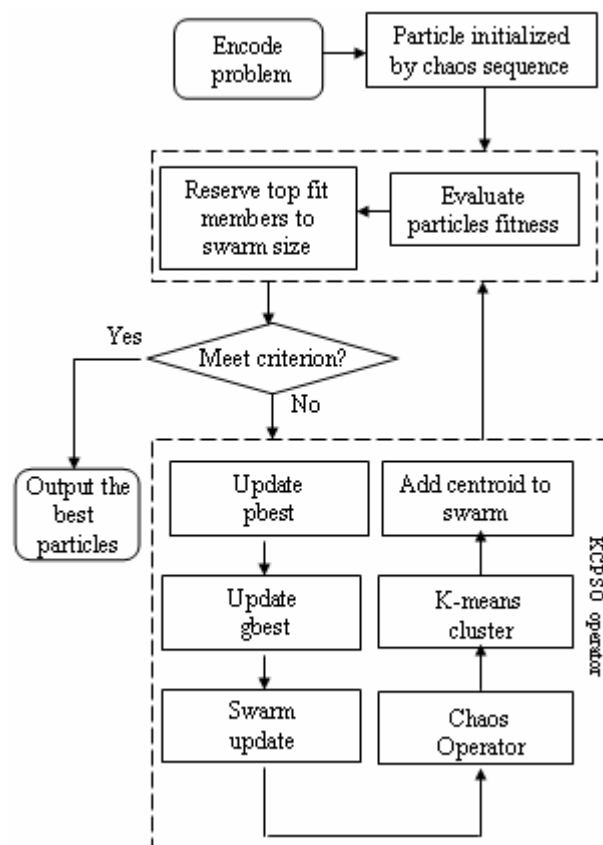 Encode
problem
Particle initialized
by chaos sequence
Reserve top fit
members to
swarm size
Evaluate
particles fitness
Yes
Meet criterion?
No
Output the
best
particles
Update
pbest
Add centroid to
swarm
Update
gbest
K-means
cluster
Swarm
update
Chaos
Operator
KCPSO operator